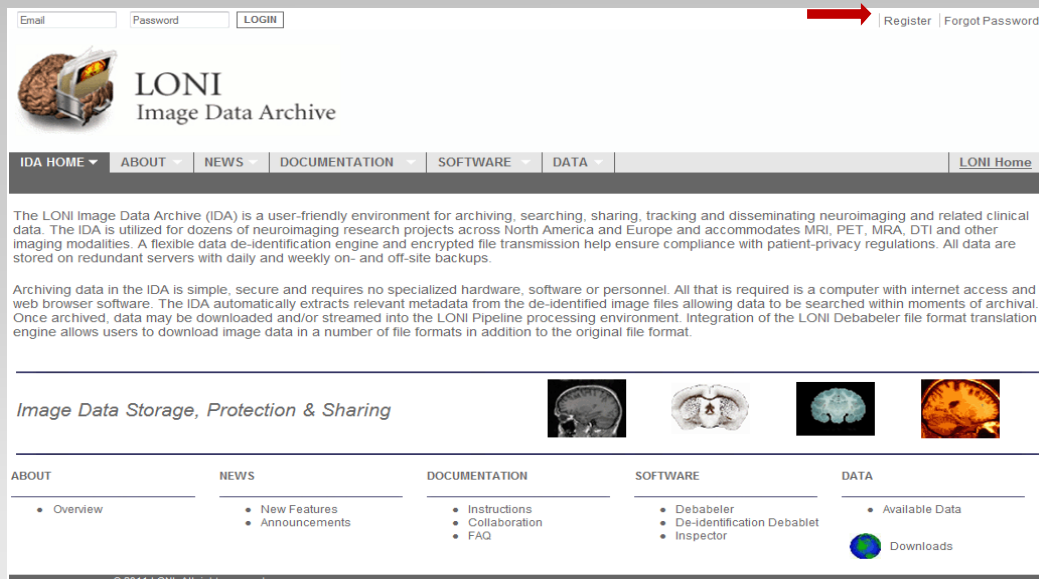 Email Password LOGIN Register Forgot Password
LONI
Image Data Archive
IDA HOME ABOUT NEWS DOCUMENTATION SOFTWARE DATA LONI Home
The LONI Image Data Archive (IDA) is a user-friendly environment for archiving, searching, sharing, tracking and disseminating neuroimaging and related clinical
data. The IDA is utilized for dozens of neuroimaging research projects across North America and Europe and accommodates MRI, PET, MRA, DTI and other
imaging modalities. A flexible data de-identification engine and encrypted file transmission help ensure compliance with patient-privacy regulations. All data are
stored on redundant servers with daily and weekly on- and off-site backups.
Archiving data in the IDA is simple, secure and requires no specialized hardware, software or personnel. All that is required is a computer with internet access and
web browser software. The IDA automatically extracts relevant metadata from the de-identified image files allowing data to be searched within moments of archival.
Once archived, data may be downloaded and/or streamed into the LONI Pipeline processing environment. Integration of the LONI Debabeler file format translation
engine allows users to download image data in a number of file formats in addition to the original file format.
Image Data Storage, Protection & Sharing
ABOUT NEWS DOCUMENTATION SOFTWARE DATA
• Overview • New Features • Instructions • Debabeler • Available Data
• Announcements • Collaboration • De-identification Debablet
• FAQ • Inspector
Downloads